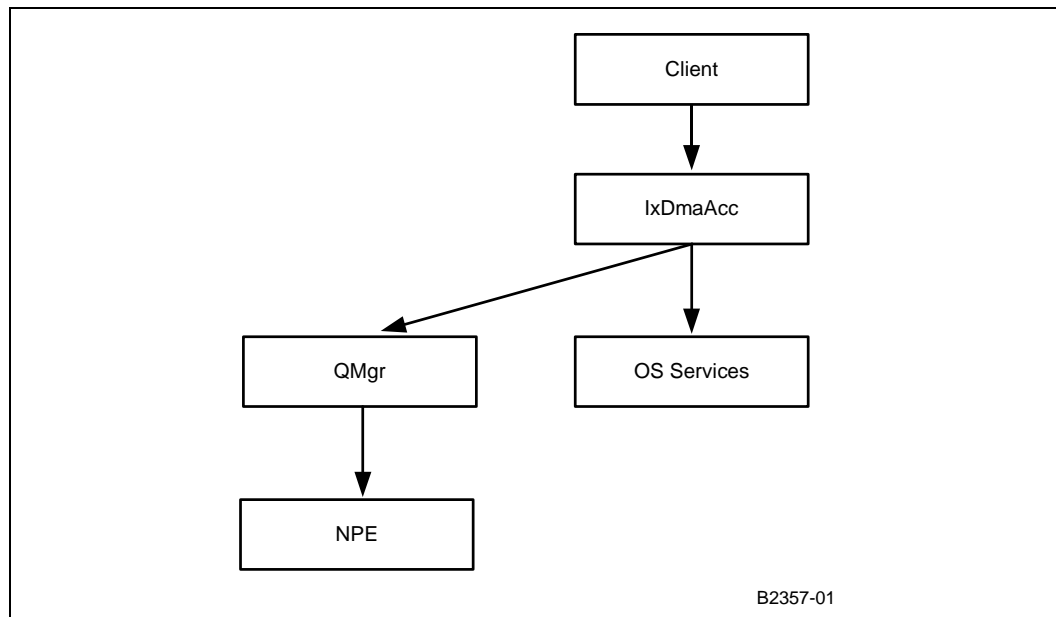 Client
IxDmaAcc
QMgr
OS Services
NPE
B2357-01